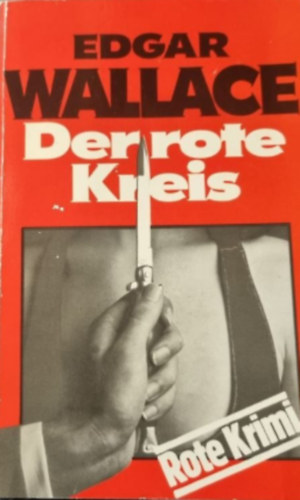 EDGAR
WALLACE
Der rote
Kreis
Rote Krimi